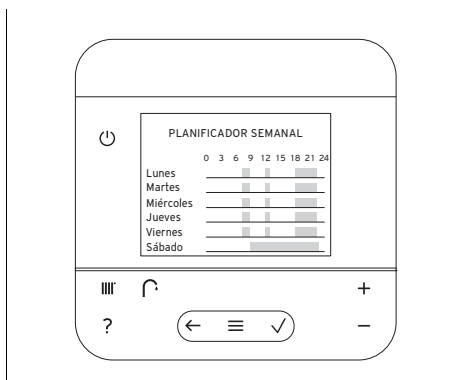 PLANIFICADOR SEMANAL
0 3 6 9 12 15 18 21 24
Lunes
Martes
Miércoles
Jueves
Viernes
Sábado
?
+
−